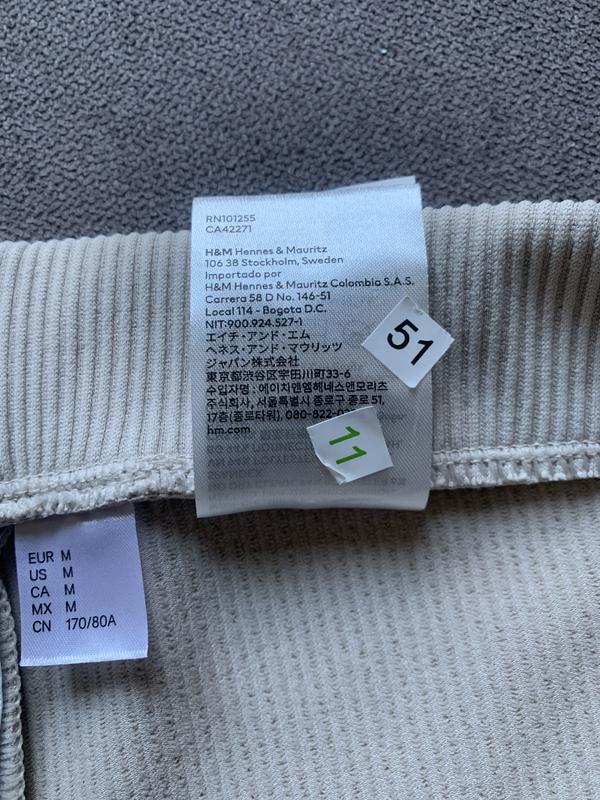 RN101255
CA42271
H&M Hennes & Mauritz
106 38 Stockholm, Sweden
Importado por
H&M Hennes & Mauritz Colombia S.A.S.
Carrera 58 D No. 146-51
Local 114 - Bogota D.C.
NIT:900.924.527-1
エイチ・アンド・エム
ヘネス・アンド・マウリッツ
ジャパン株式会社
東京都渋谷区宇田川町33-6
수입자명 : 에이치앤엠헤네스앤모리츠
주식회사, 서울특별시 종로구 종로 51,
17층(종로타워), 080-822-02
hm.com
51
11
EUR M
US M
CA M
MX M
CN 170/80A